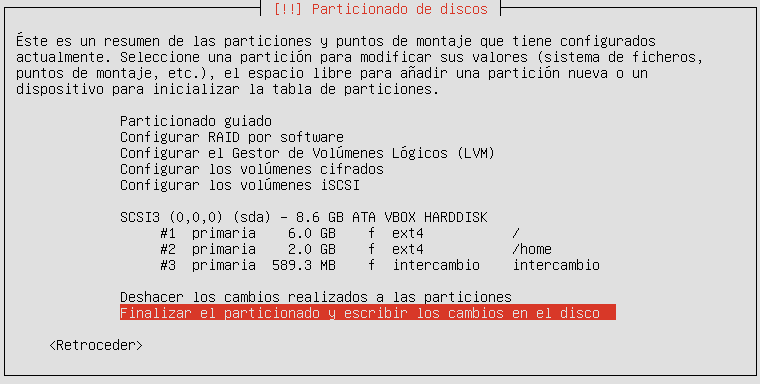 [!!] Particionado de discos
Éste es un resumen de las particiones y puntos de montaje que tiene configurados
actualmente. Seleccione una partición para modificar sus valores (sistema de ficheros,
puntos de montaje, etc.), el espacio libre para añadir una partición nueva o un
dispositivo para inicializar la tabla de particiones.
Particionado guiado
Configurar RAID por software
Configurar el Gestor de Volúmenes Lógicos (LVM)
Configurar los volúmenes cifrados
Configurar los volúmenes iSCSI
SCSI3 (0,0,0) (sda) - 8.6 GB ATA VBOX HARDDISK
#1 primaria 6.0 GB f ext4 /
#2 primaria 2.0 GB f ext4 /home
#3 primaria 589.3 MB f intercambio intercambio
Deshacer los cambios realizados a las particiones
Finalizar el particionado y escribir los cambios en el disco
<Retroceder>